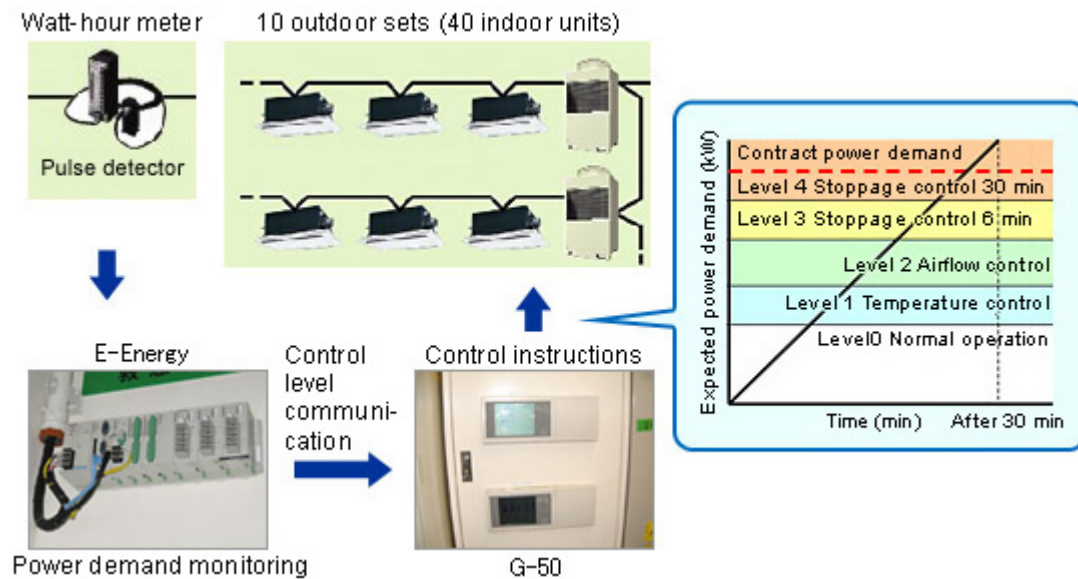 Watt-hour meter
Pulse detector
10 outdoor sets (40 indoor units)
E-Energy
Power demand monitoring
Control
level
communi-
cation
Control instructions
G-50
Expected power demand (kW)
Contract power demand
Level 4 Stoppage control 30 min
Level 3 Stoppage control 6 min
Level 2 Airflow control
Level 1 Temperature control
Level0 Normal operation
Time (min)
After 30 min